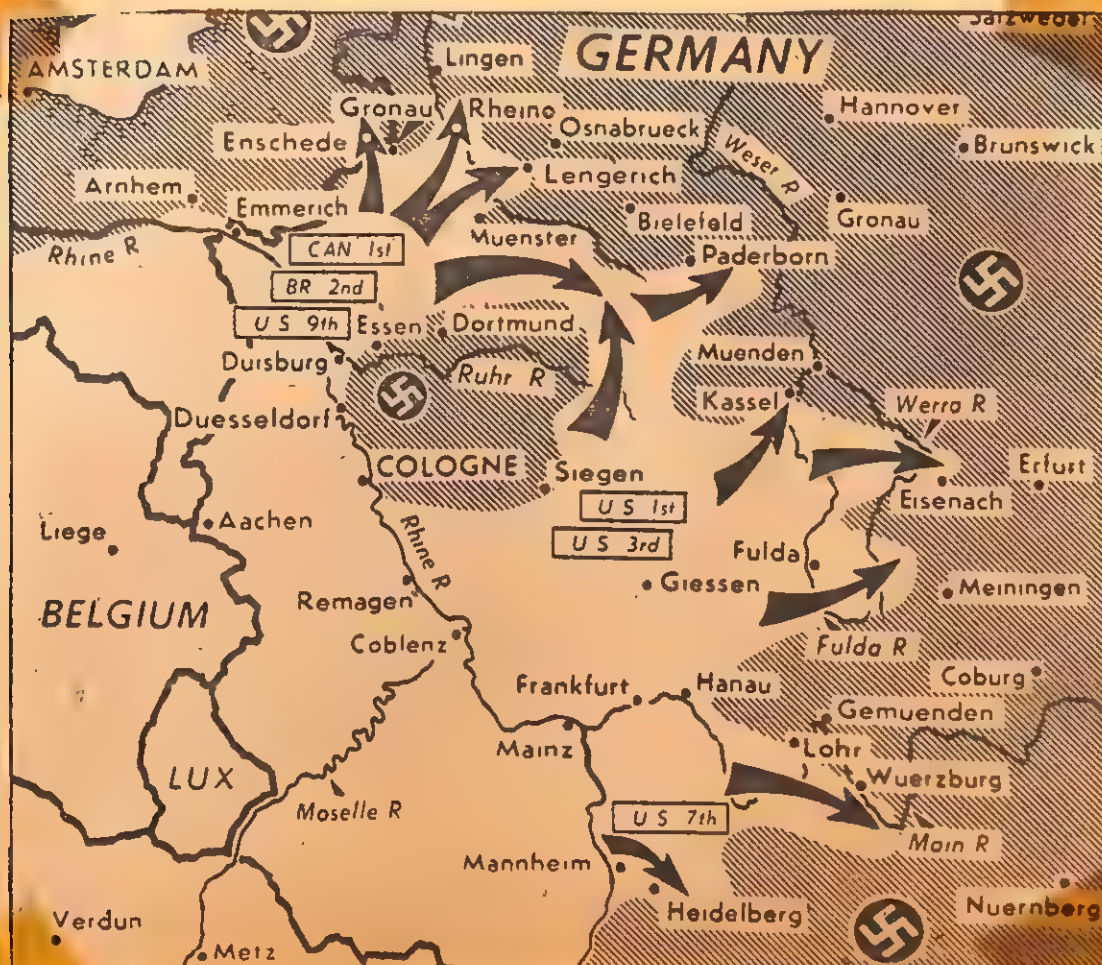 Salzwedel
GERMANY
AMSTERDAM
Lingen
Gronau
Rheine
Hannover
Enschede
Osnabrueck
Brunswick
Weser R
Arnhem
Lengerich
Emmerich
Bielefeld
Gronau
Rhine R
CAN 1st
Muenster
Paderborn
BR 2nd
US 9th
Essen
Dortmund
Duisburg
Ruhr R
Muenden
Kassel
Werra R
Duesseldorf
COLOGNE
Siegen
Erfurt
Eisenach
US 1st
Aachen
Liege
Rhine R
US 3rd
Fulda
Giessen
Remagen
Meiningen
BELGIUM
Coblenz
Fulda R
Coburg
Frankfurt
Hanau
Gemuenden
Mainz
Lohr
LUX
Wuerzburg
Moselle R
US 7th
Main R
Mannheim
Heidelberg
Nuernberg
Verdun
Metz